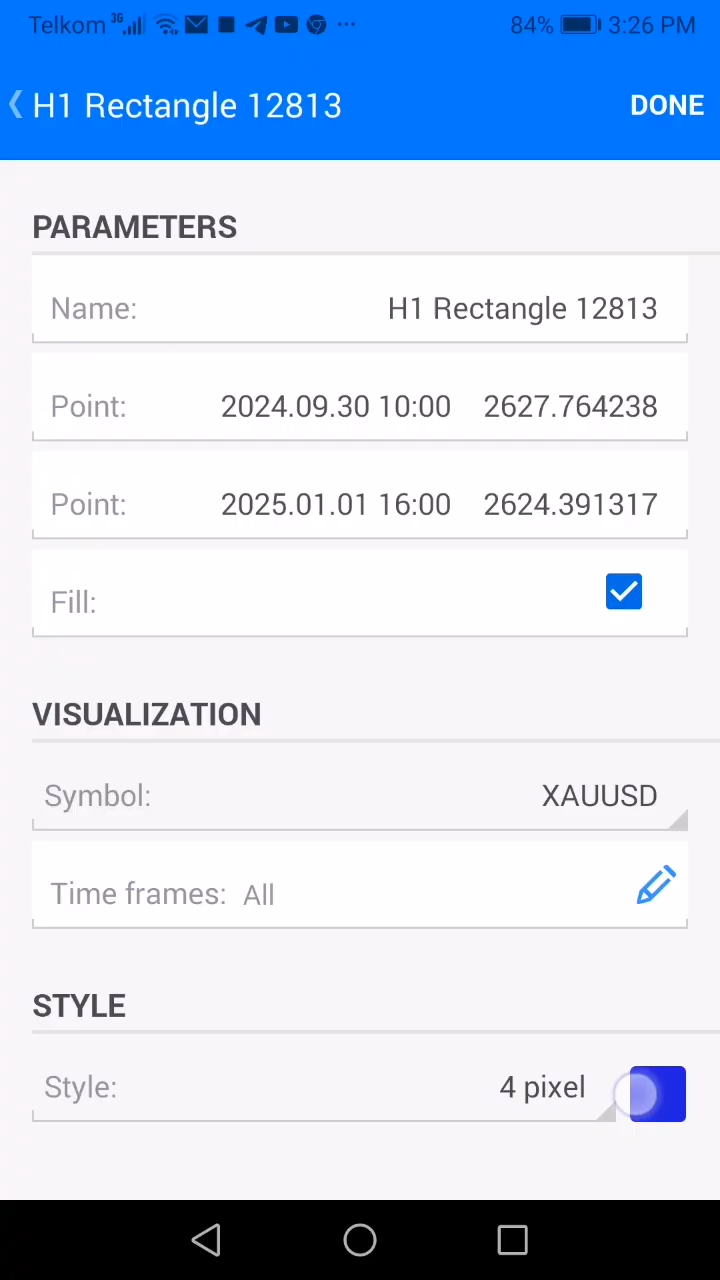 Telkom 3G 84% 3:26 PM
H1 Rectangle 12813 DONE
PARAMETERS
Name: H1 Rectangle 12813
Point: 2024.09.30 10:00 2627.764238
Point: 2025.01.01 16:00 2624.391317
Fill:
VISUALIZATION
Symbol: XAUUSD
Time frames: All
STYLE
Style: 4 pixel